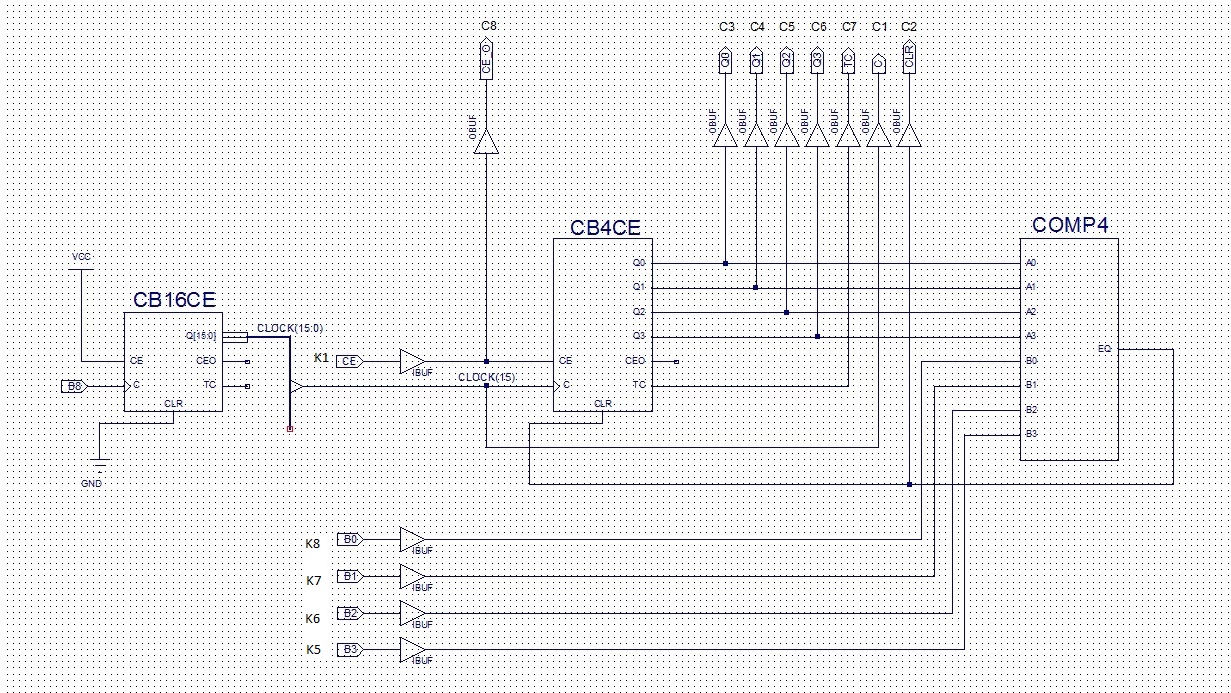 C8
C3 C4 C5 C6 C7 C1 C2
CE_O
Q0 Q1 Q2 Q3 TC C CLR
OBUF
OBUF OBUF OBUF OBUF OBUF OBUF OBUF
CB4CE
COMP4
VCC
CB16CE
Q0
Q1
Q2
Q3
CE
CEO
C
TC
CLR
A0
A1
A2
A3
B0
B1
B2
B3
EQ
Q[15:0]
CLOCK(15:0)
CE
CEO
B8
C
TC
CLR
K1 CE
IBUF
CLOCK(15)
GND
K8 B0
IBUF
K7 B1
IBUF
K6 B2
IBUF
K5 B3
IBUF